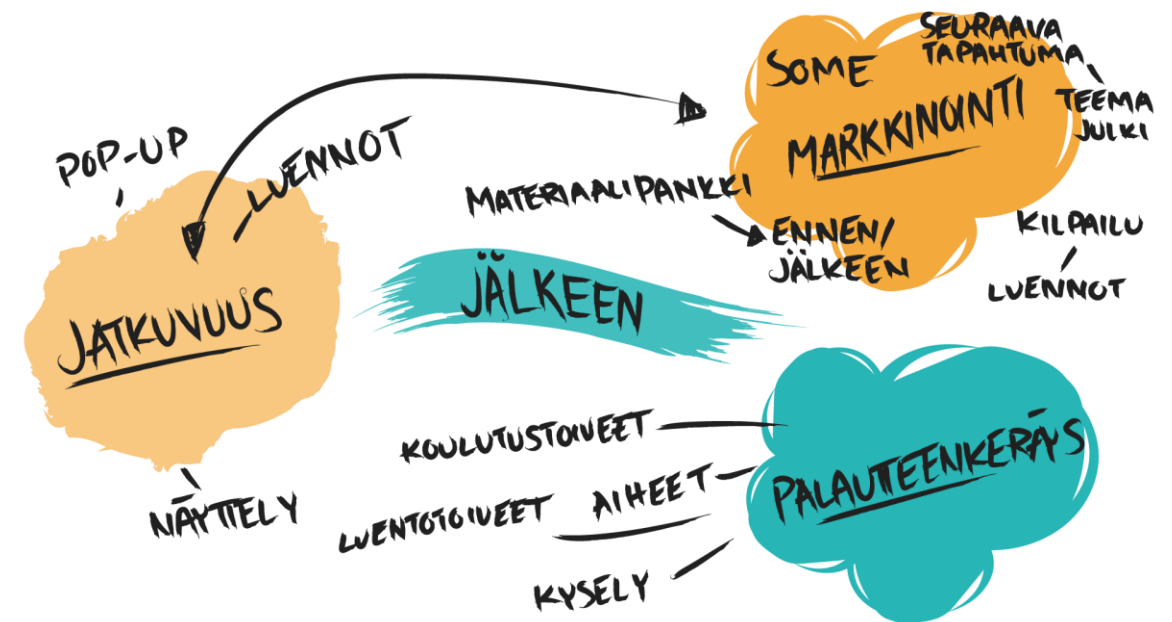 POP-UP
LUENNOT
JATKUVUUS
NÄYTTELY
JÄLKEEN
SOME
MARKKINOINTI
SEURAAVA
TAPAHTUMA
TEEMA
JULKI
MATERIAALIPANKKI
ENNEN/
JÄLKEEN
KILPAILU
LUENNOT
PALAUTTEENKERÄYS
KOULUTUSTOIVEET
AIHEET
LUENTOTOIVEET
KYSELY